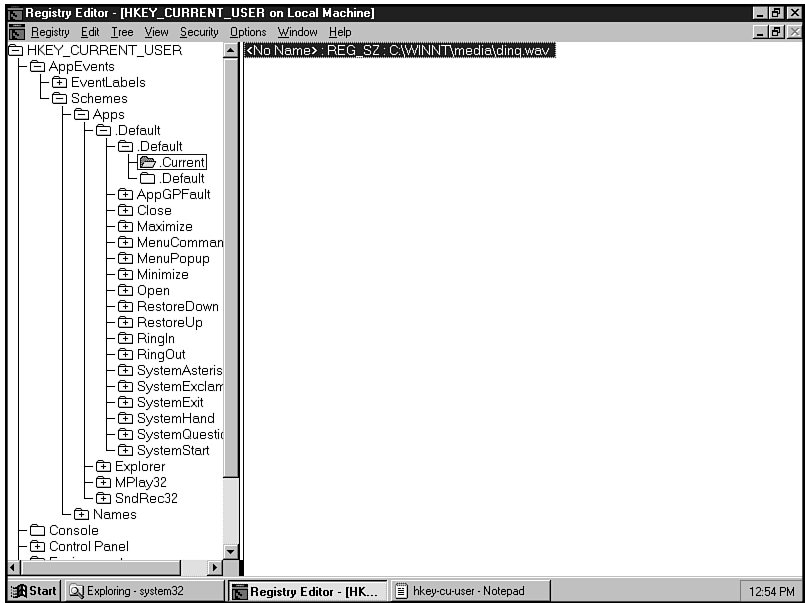 Registry Editor - [HKEY_CURRENT_USER on Local Machine]
Registry Edit Tree View Security Options Window Help
HKEY_CURRENT_USER
<No Name> : REG_SZ : C:\WINNT\media\ding.wav
AppEvents
EventLabels
Schemes
Apps
.Default
.Default
.Current
.Default
AppGPFault
Close
Maximize
MenuComman
MenuPopup
Minimize
Open
RestoreDown
RestoreUp
RingIn
RingOut
SystemAsteris
SystemExclam
SystemExit
SystemHand
SystemQuestio
SystemStart
Explorer
MPlay32
SndRec32
Names
Console
Control Panel
Start
Exploring - system32
Registry Editor - [HK...
hkey-cu-user - Notepad
12:54 PM